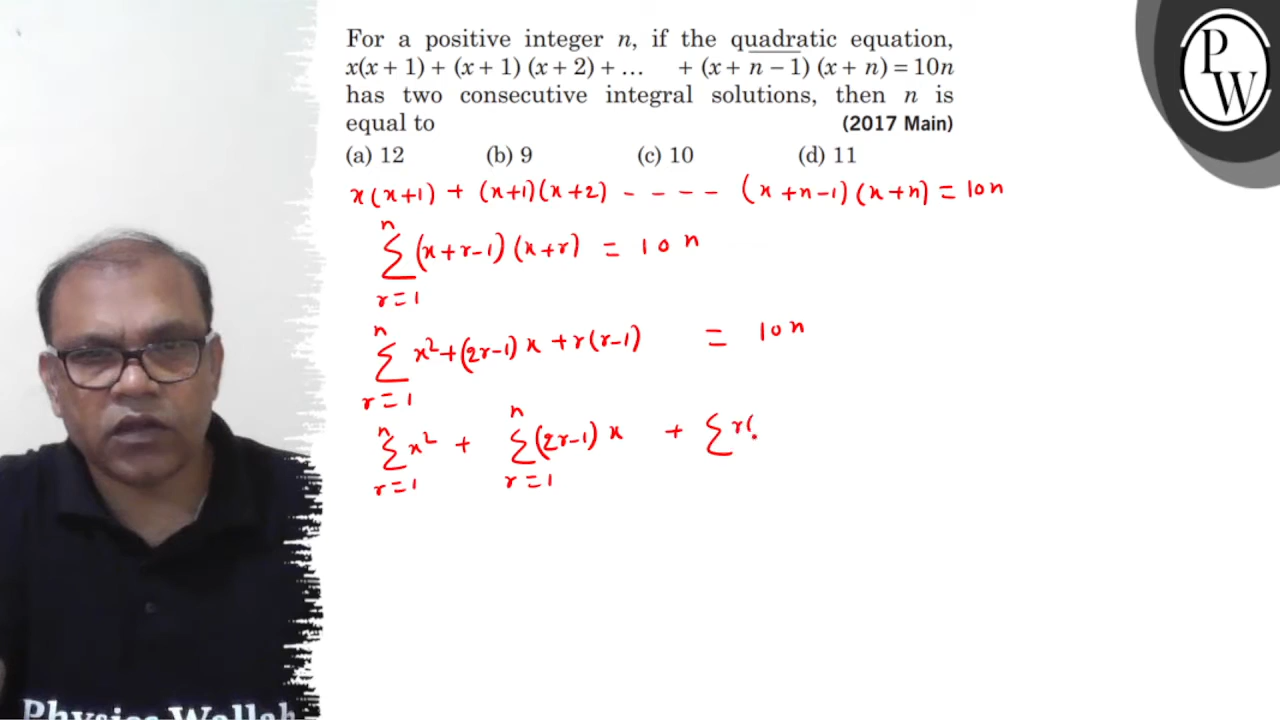 For a positive integer n, if the quadratic equation,
x(x + 1) + (x + 1) (x + 2) + ... + (x + n − 1) (x + n) = 10n
has two consecutive integral solutions, then n is
equal to (2017 Main)
(a) 12 (b) 9 (c) 10 (d) 11
x(x+1) + (x+1)(x+2) - - - - (x+n-1)(x+n) = 10n
n
∑ (x+r-1)(x+r) = 10n
r=1
n
∑ x²+(2r-1)x+r(r-1) = 10n
r=1
n n
∑ x² + ∑ (2r-1)x + ∑ r(
r=1 r=1
P
W
Physics Wallah